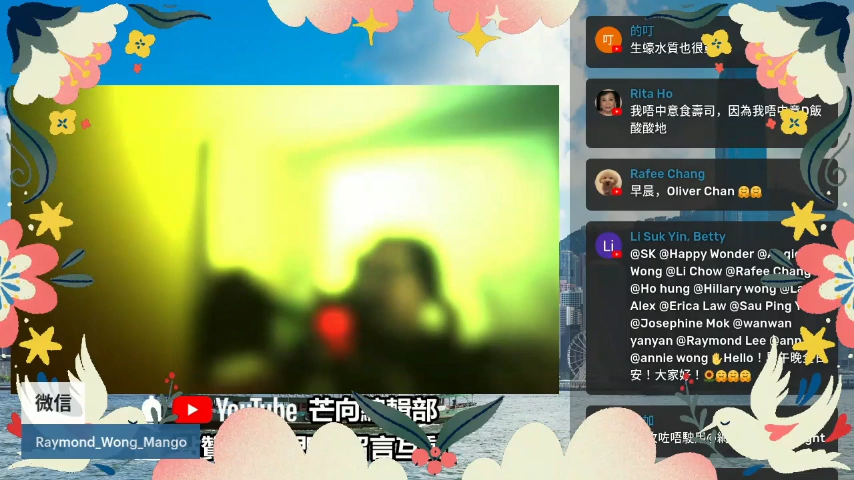 的叮
生蠔水質也很
Rita Ho
我唔中意食壽司，因為我唔中意D飯
酸酸地
Rafee Chang
早晨，Oliver Chan
Li Suk Yin, Betty
@SK @Happy Wonder
Wong @Li Chow @Rafee Chang
@Ho hung @Hillary wong
Alex @Erica Law @Sau Ping
@Josephine Mok @wanwan
yanyan @Raymond Lee
@annie wong Hello！
安！大家好！
微信
YouTube 芒向編輯部
Raymond_Wong_Mango